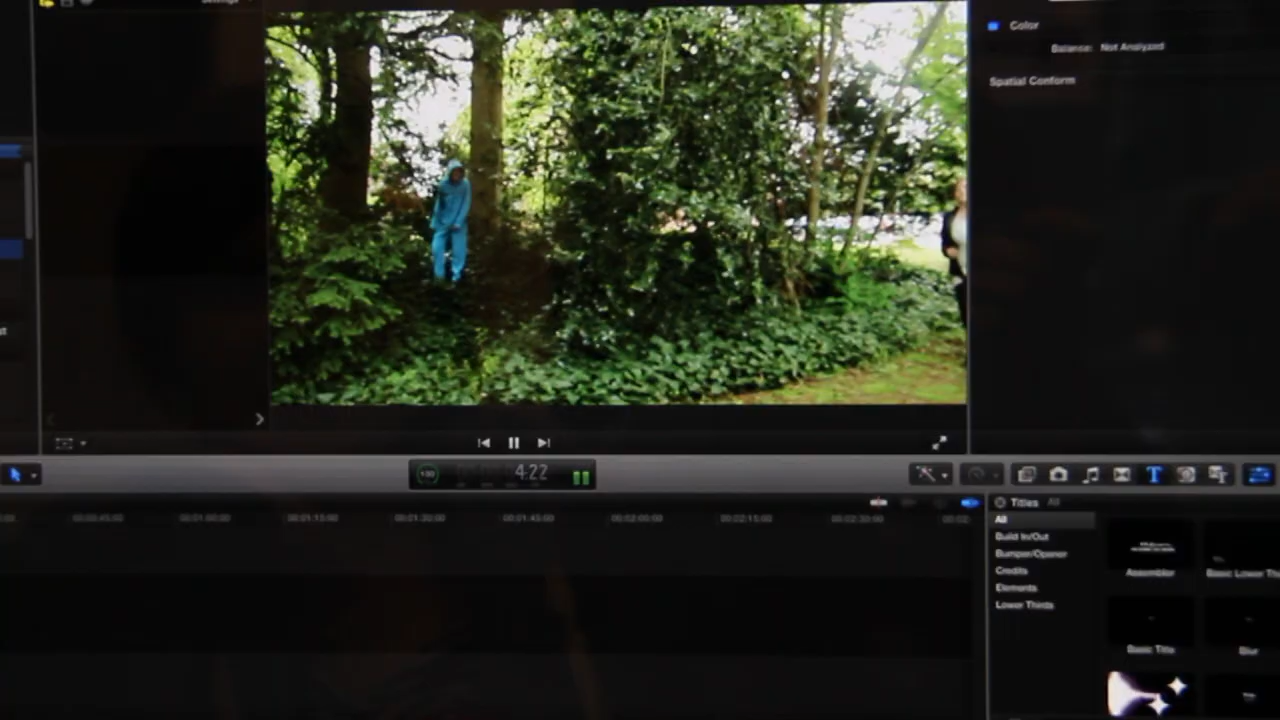 Settings
Color
Balance: Not Analyzed
Spatial Conform
4:22
00:00:45:00
00:01:00:00
00:01:15:00
00:01:30:00
00:01:45:00
00:02:00:00
00:02:15:00
00:02:30:00
Titles All
All
Build In/Out
Bumper/Opener
Credits
Elements
Lower Thirds
Assembler
Basic Lower Th
Basic Title
Blur